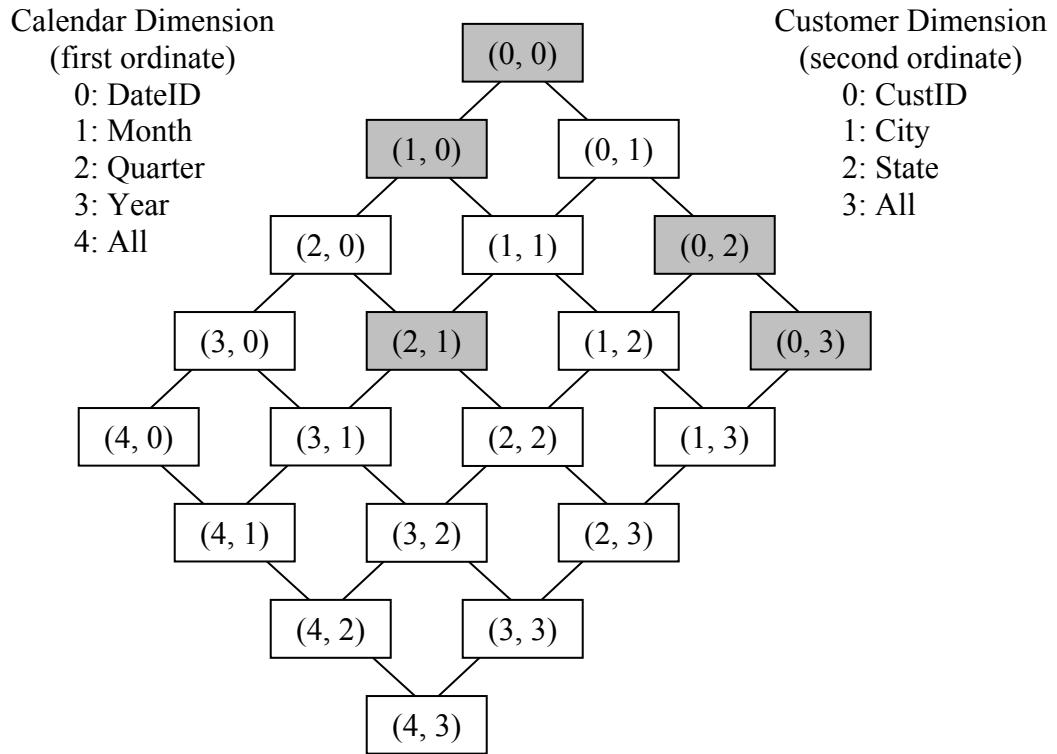 Calendar Dimension
(first ordinate)
0: DateID
1: Month
2: Quarter
3: Year
4: All
Customer Dimension
(second ordinate)
0: CustID
1: City
2: State
3: All
(0, 0)
(1, 0) (0, 1)
(2, 0) (1, 1) (0, 2)
(3, 0) (2, 1) (1, 2) (0, 3)
(4, 0) (3, 1) (2, 2) (1, 3)
(4, 1) (3, 2) (2, 3)
(4, 2) (3, 3)
(4, 3)